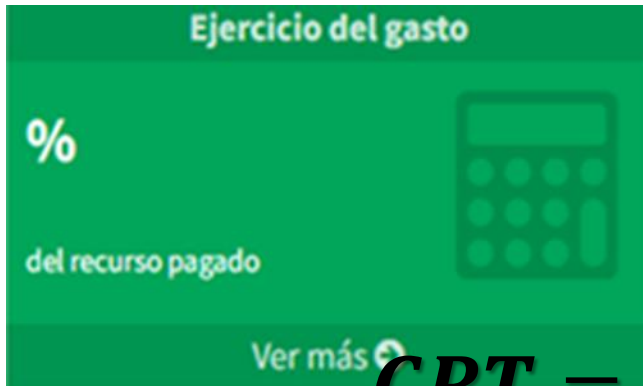 Ejercicio del gasto
%
del recurso pagado
Ver más
CPT =